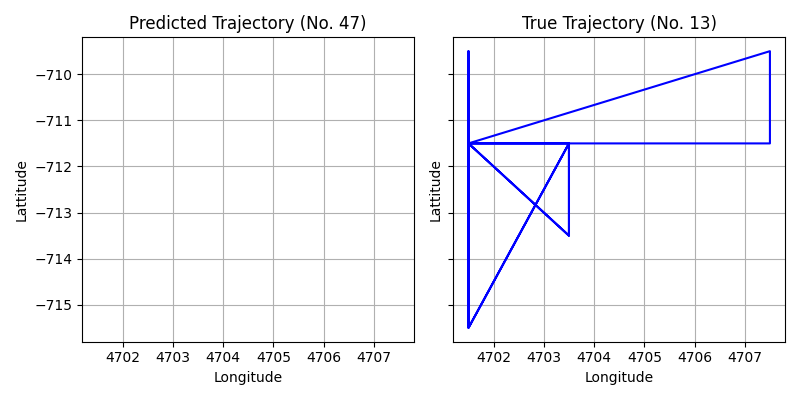 Predicted Trajectory (No. 47)
Lattitude
−710
−711
−712
−713
−714
−715
4702 4703 4704 4705 4706 4707
Longitude
True Trajectory (No. 13)
Lattitude
4702 4703 4704 4705 4706 4707
Longitude